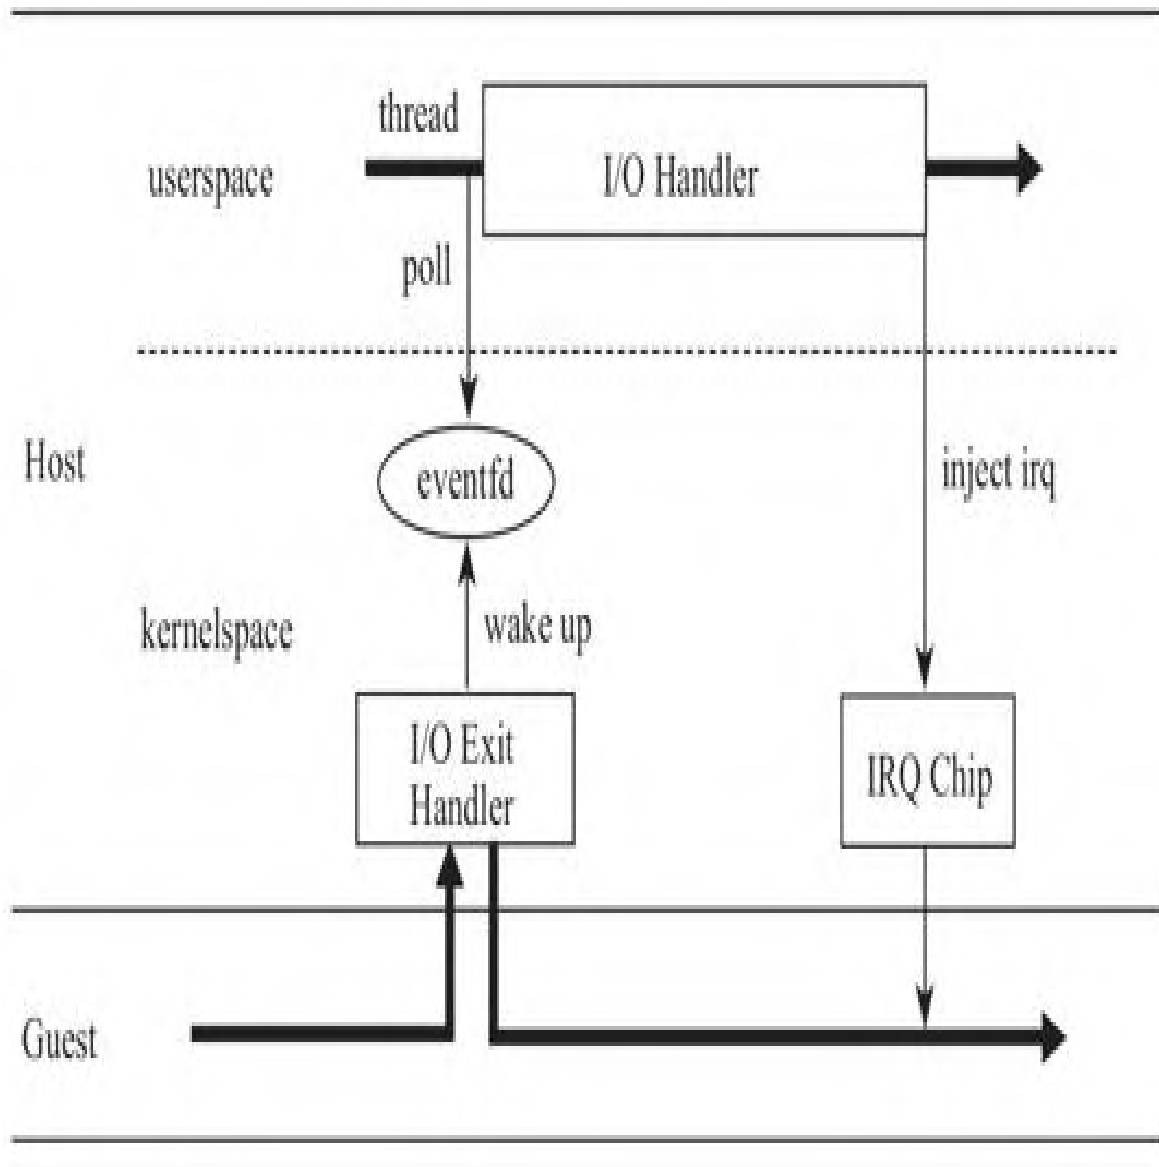 thread
userspace
I/O Handler
poll
Host
eventfd
inject irq
kernelspace
wake up
I/O Exit
Handler
IRQ Chip
Guest